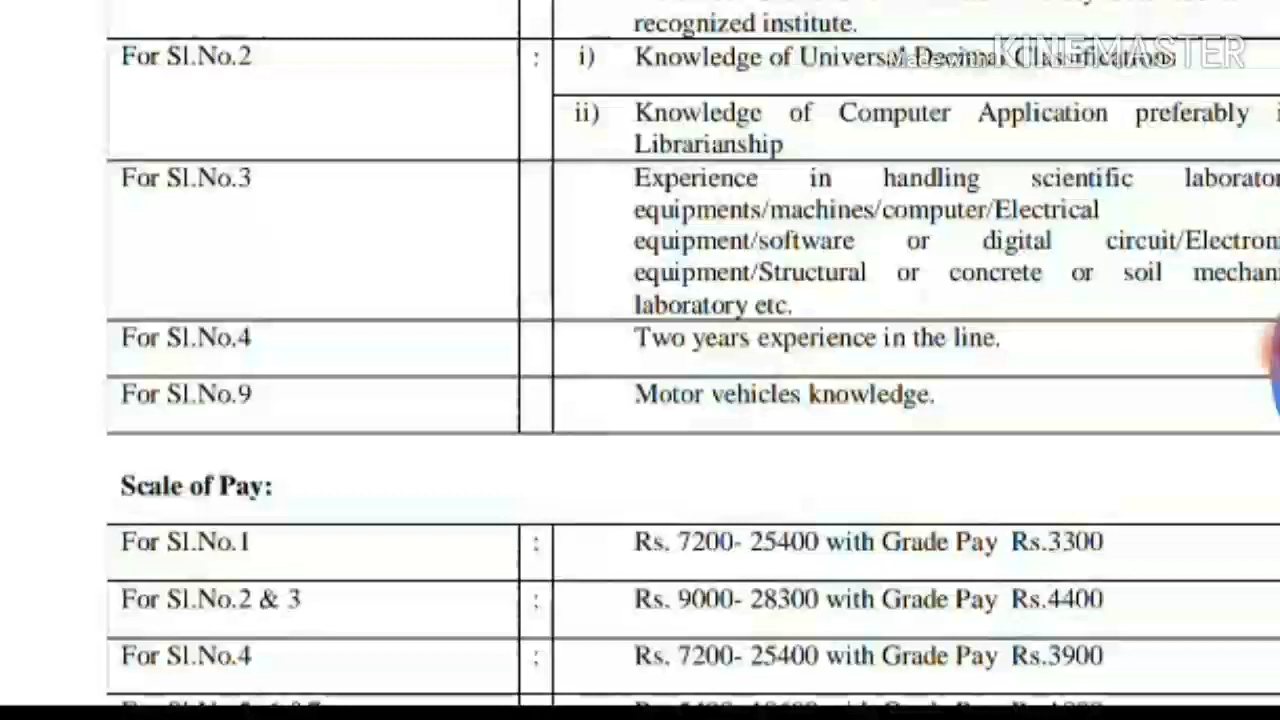 recognized institute.
For Sl.No.2 : i) Knowledge of Universal Decimal Classifications
Made with KINEMASTER
ii) Knowledge of Computer Application preferably
Librarianship
For Sl.No.3 Experience in handling scientific
equipments/machines/computer/Electrical
equipment/software or digital
equipment/Structural or concrete or soil
laboratory etc.
For Sl.No.4 Two years experience in the line.
For Sl.No.9 Motor vehicles knowledge.
Scale of Pay:
For Sl.No.1 : Rs. 7200- 25400 with Grade Pay Rs.3300
For Sl.No.2 & 3 : Rs. 9000- 28300 with Grade Pay Rs.4400
For Sl.No.4 : Rs. 7200- 25400 with Grade Pay Rs.3900